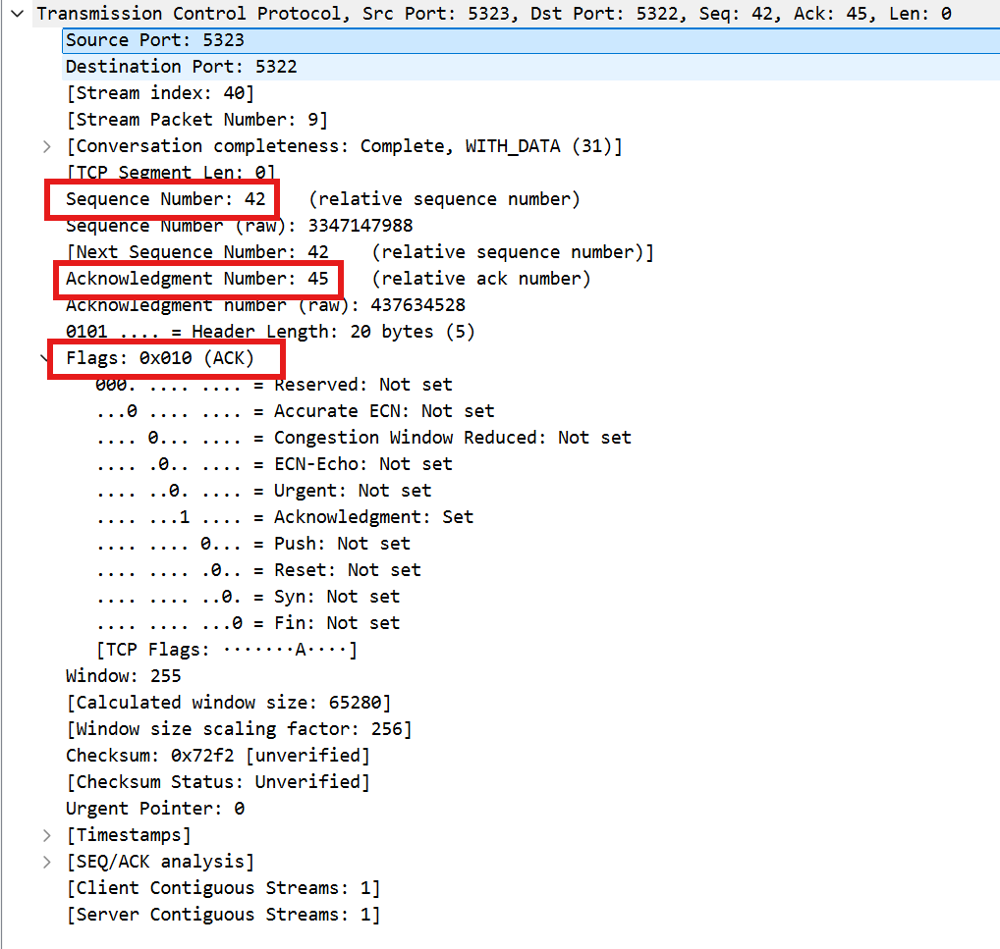 Transmission Control Protocol, Src Port: 5323, Dst Port: 5322, Seq: 42, Ack: 45, Len: 0
Source Port: 5323
Destination Port: 5322
[Stream index: 40]
[Stream Packet Number: 9]
[Conversation completeness: Complete, WITH_DATA (31)]
[TCP Segment Len: 0]
Sequence Number: 42    (relative sequence number)
Sequence Number (raw): 3347147988
[Next Sequence Number: 42    (relative sequence number)]
Acknowledgment Number: 45    (relative ack number)
Acknowledgment number (raw): 437634528
0101 .... = Header Length: 20 bytes (5)
Flags: 0x010 (ACK)
000. .... .... = Reserved: Not set
...0 .... .... = Accurate ECN: Not set
.... 0... .... = Congestion Window Reduced: Not set
.... .0.. .... = ECN-Echo: Not set
.... ..0. .... = Urgent: Not set
.... ...1 .... = Acknowledgment: Set
.... .... 0... = Push: Not set
.... .... .0.. = Reset: Not set
.... .... ..0. = Syn: Not set
.... .... ...0 = Fin: Not set
[TCP Flags: ·······A····]
Window: 255
[Calculated window size: 65280]
[Window size scaling factor: 256]
Checksum: 0x72f2 [unverified]
[Checksum Status: Unverified]
Urgent Pointer: 0
[Timestamps]
[SEQ/ACK analysis]
[Client Contiguous Streams: 1]
[Server Contiguous Streams: 1]